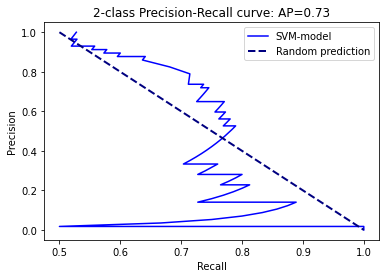 2-class Precision-Recall curve: AP=0.73
SVM-model
Random prediction
Precision
1.0
0.8
0.6
0.4
0.2
0.0
0.5
0.6
0.7
0.8
0.9
1.0
Recall